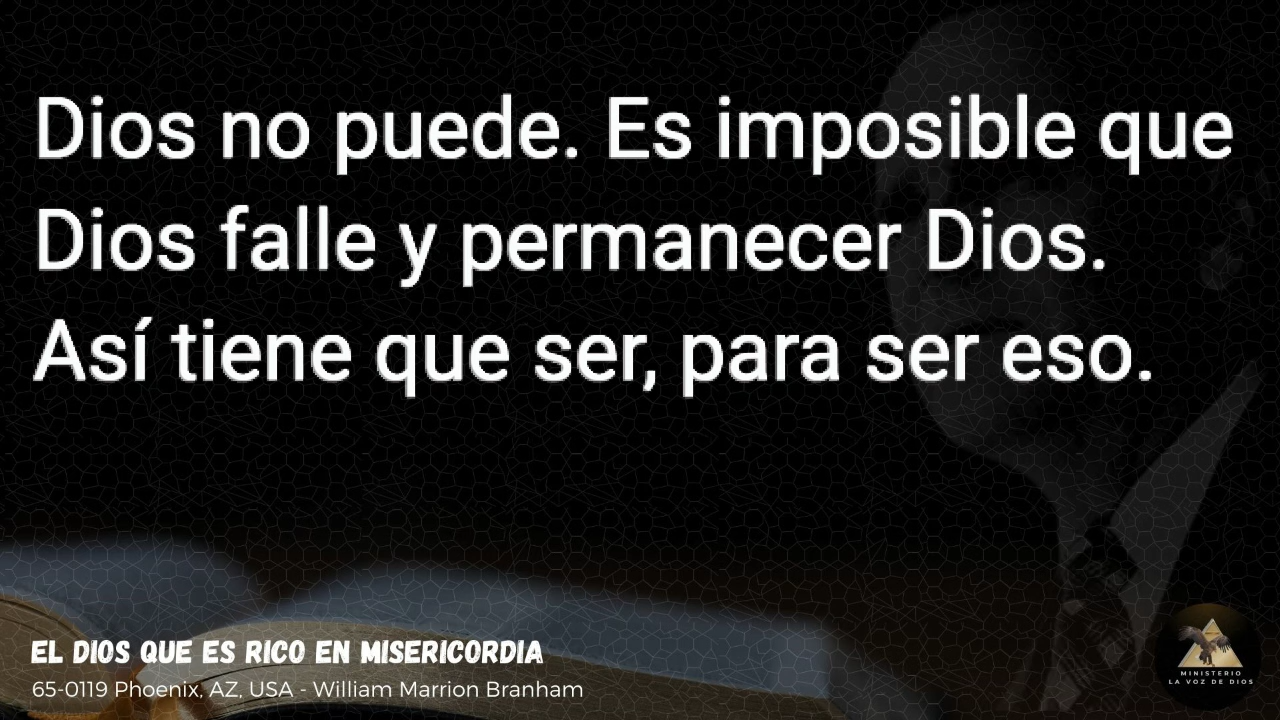 Dios no puede. Es imposible que
Dios falle y permanecer Dios.
Así tiene que ser, para ser eso.
EL DIOS QUE ES RICO EN MISERICORDIA
65-0119 Phoenix, AZ, USA - William Marrion Branham
MINISTERIO
LA VOZ DE DIOS